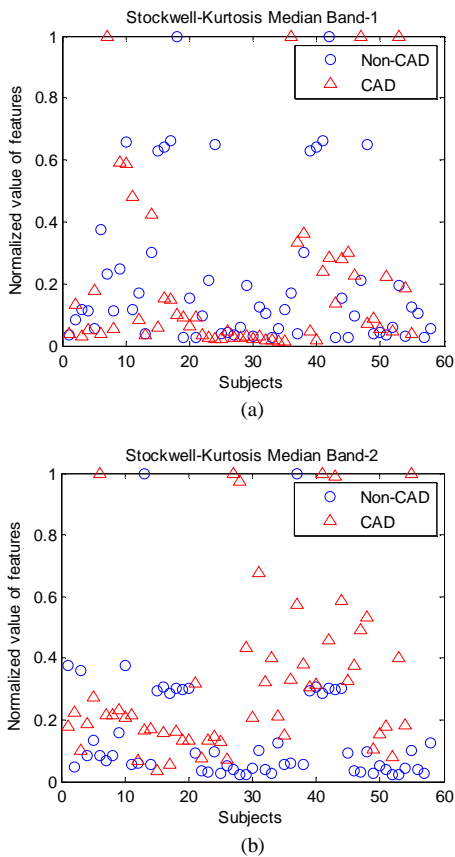 Stockwell-Kurtosis Median Band-1
Normalized value of features
1
0.8
0.6
0.4
0.2
0
0 10 20 30 40 50 60
Non-CAD
CAD
Subjects
(a)
Stockwell-Kurtosis Median Band-2
Normalized value of features
1
0.8
0.6
0.4
0.2
0
0 10 20 30 40 50 60
Non-CAD
CAD
Subjects
(b)